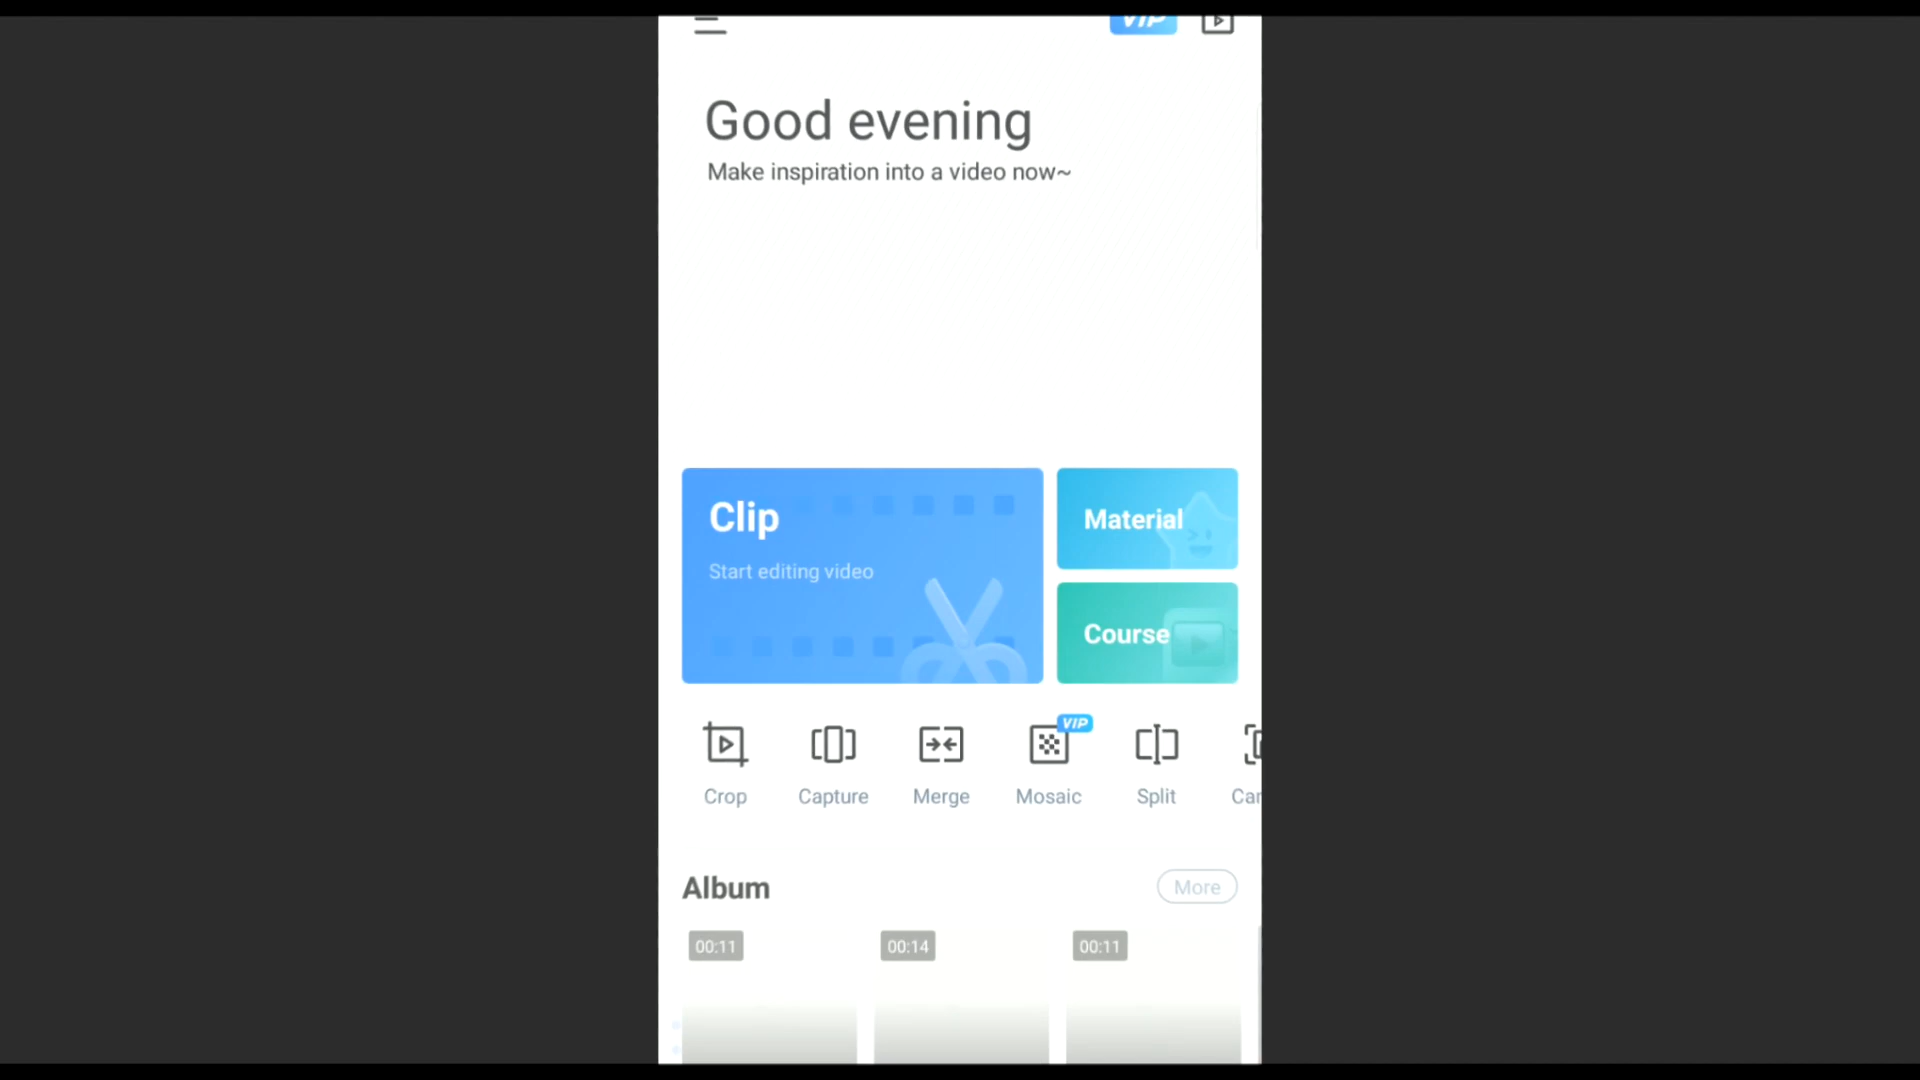 VIP
Good evening
Make inspiration into a video now~
Clip
Start editing video
Material
Course
VIP
Crop
Capture
Merge
Mosaic
Split
Album
More
00:11
00:14
00:11